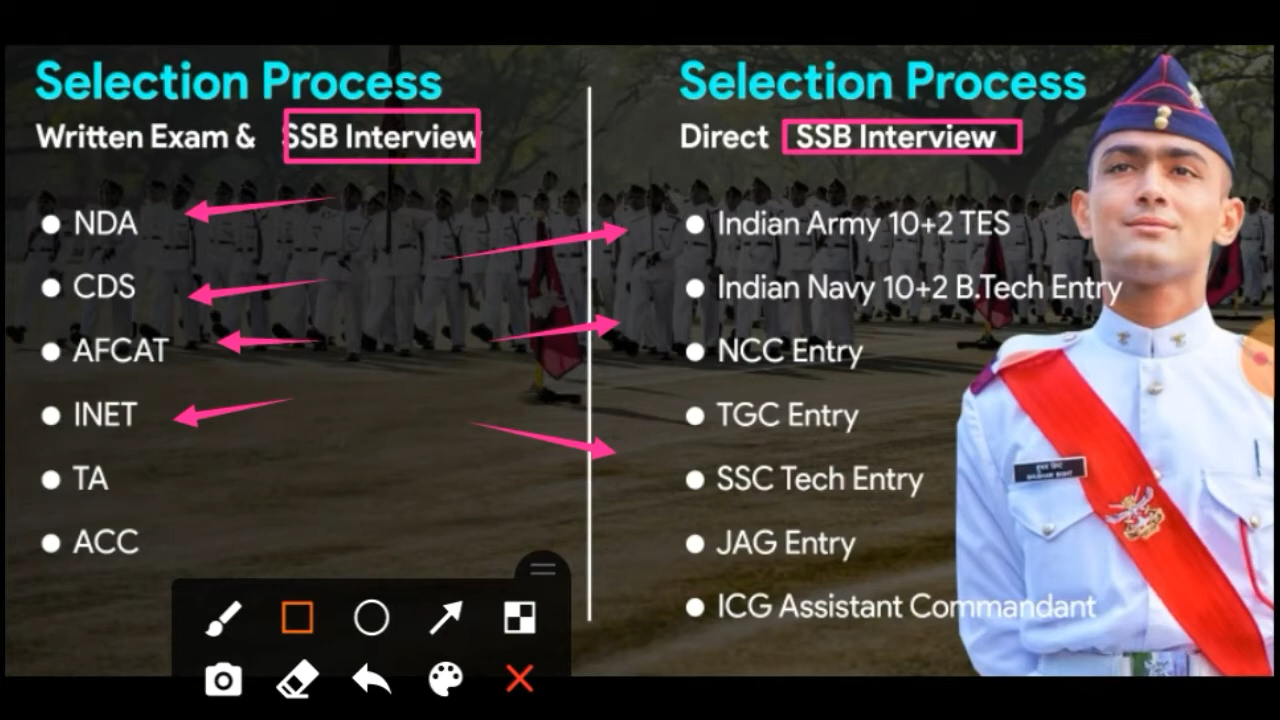 Selection Process
Written Exam & SSB Interview
NDA
CDS
AFCAT
INET
TA
ACC
Selection Process
Direct SSB Interview
Indian Army 10+2 TES
Indian Navy 10+2 B.Tech Entry
NCC Entry
TGC Entry
SSC Tech Entry
JAG Entry
ICG Assistant Commandant